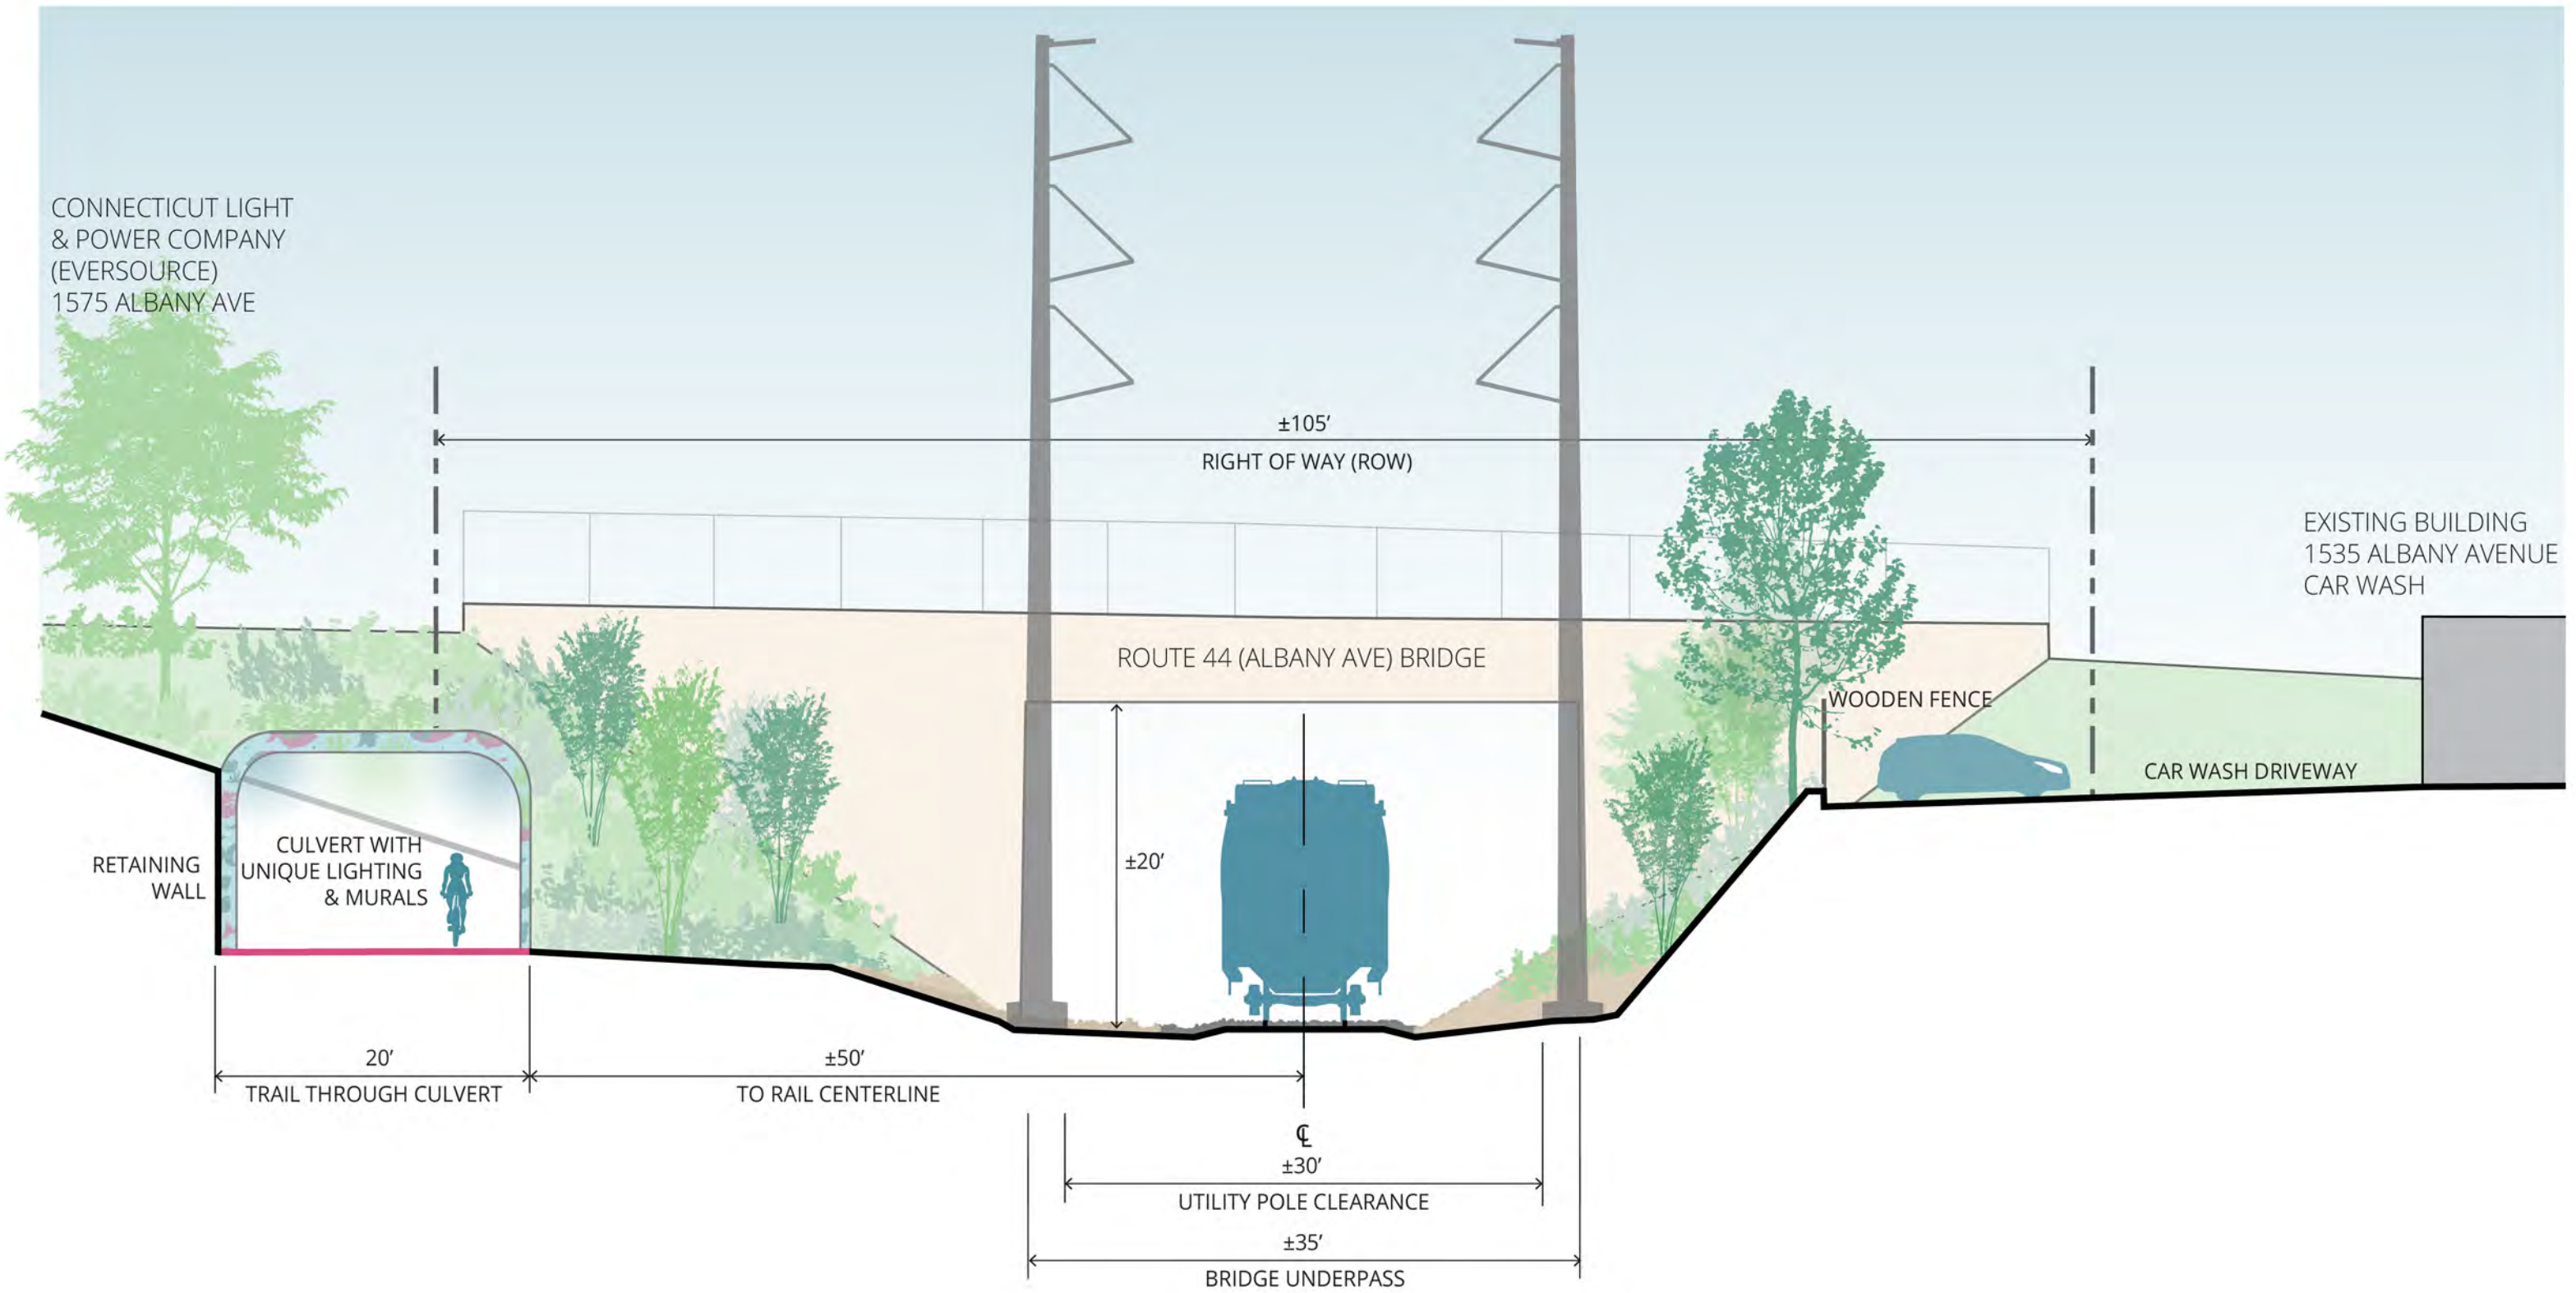 CONNECTICUT LIGHT
& POWER COMPANY
(EVERSOURCE)
1575 ALBANY AVE
±105’
RIGHT OF WAY (ROW)
EXISTING BUILDING
1535 ALBANY AVENUE
CAR WASH
ROUTE 44 (ALBANY AVE) BRIDGE
WOODEN FENCE
CAR WASH DRIVEWAY
CULVERT WITH
UNIQUE LIGHTING
& MURALS
RETAINING
WALL
±20’
20’
TRAIL THROUGH CULVERT
±50’
TO RAIL CENTERLINE
℄
±30’
UTILITY POLE CLEARANCE
±35’
BRIDGE UNDERPASS